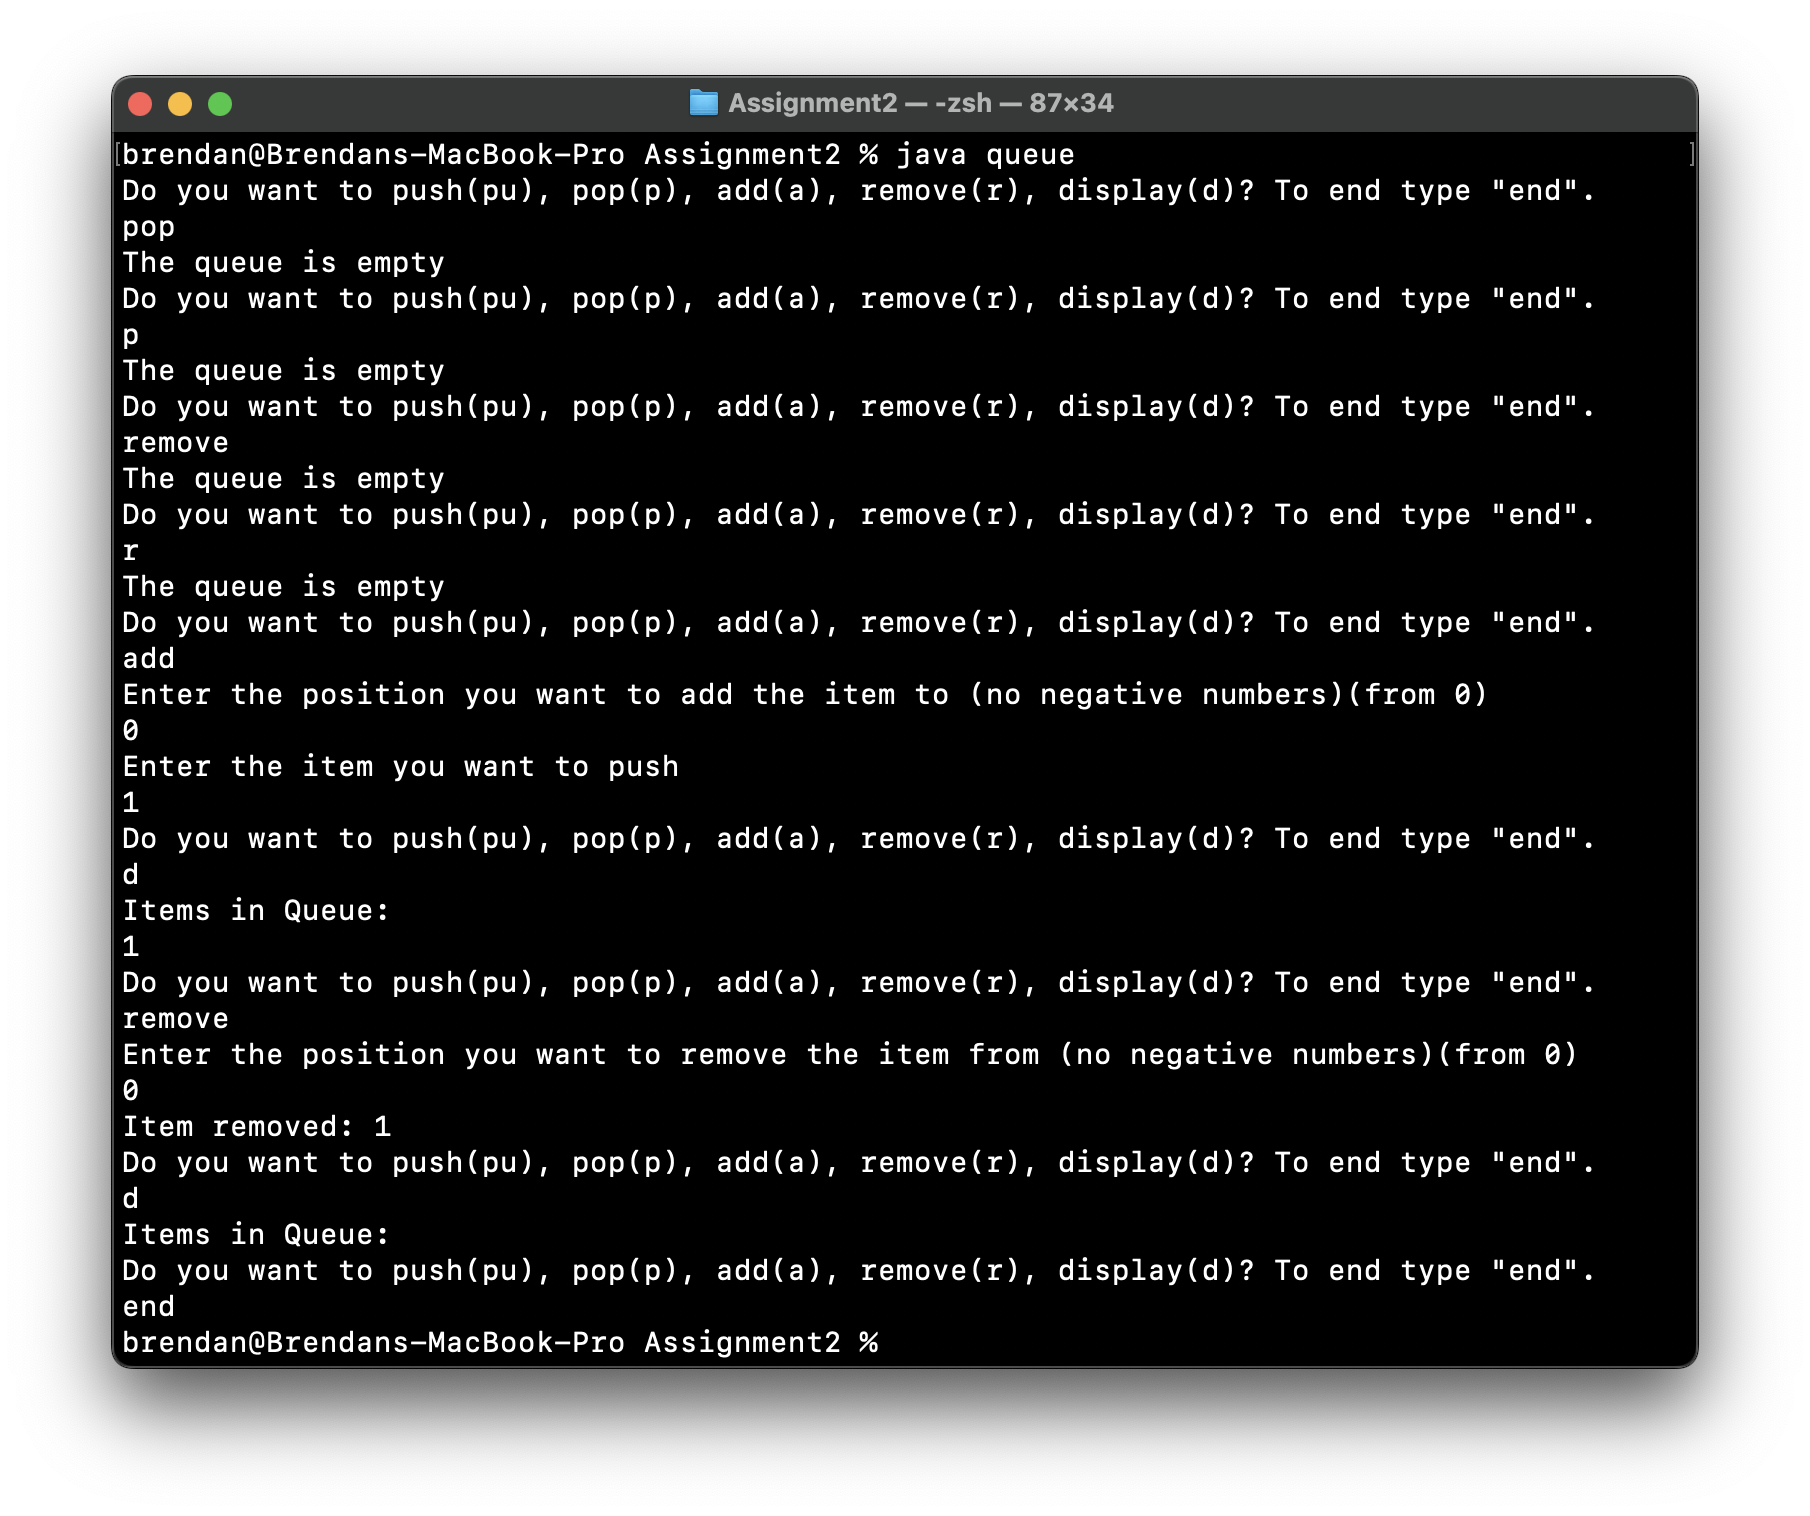 Assignment2 — -zsh — 87×34
[brendan@Brendans-MacBook-Pro Assignment2 % java queue ]
Do you want to push(pu), pop(p), add(a), remove(r), display(d)? To end type "end".
pop
The queue is empty
Do you want to push(pu), pop(p), add(a), remove(r), display(d)? To end type "end".
p
The queue is empty
Do you want to push(pu), pop(p), add(a), remove(r), display(d)? To end type "end".
remove
The queue is empty
Do you want to push(pu), pop(p), add(a), remove(r), display(d)? To end type "end".
r
The queue is empty
Do you want to push(pu), pop(p), add(a), remove(r), display(d)? To end type "end".
add
Enter the position you want to add the item to (no negative numbers)(from 0)
0
Enter the item you want to push
1
Do you want to push(pu), pop(p), add(a), remove(r), display(d)? To end type "end".
d
Items in Queue:
1
Do you want to push(pu), pop(p), add(a), remove(r), display(d)? To end type "end".
remove
Enter the position you want to remove the item from (no negative numbers)(from 0)
0
Item removed: 1
Do you want to push(pu), pop(p), add(a), remove(r), display(d)? To end type "end".
d
Items in Queue:
Do you want to push(pu), pop(p), add(a), remove(r), display(d)? To end type "end".
end
brendan@Brendans-MacBook-Pro Assignment2 %